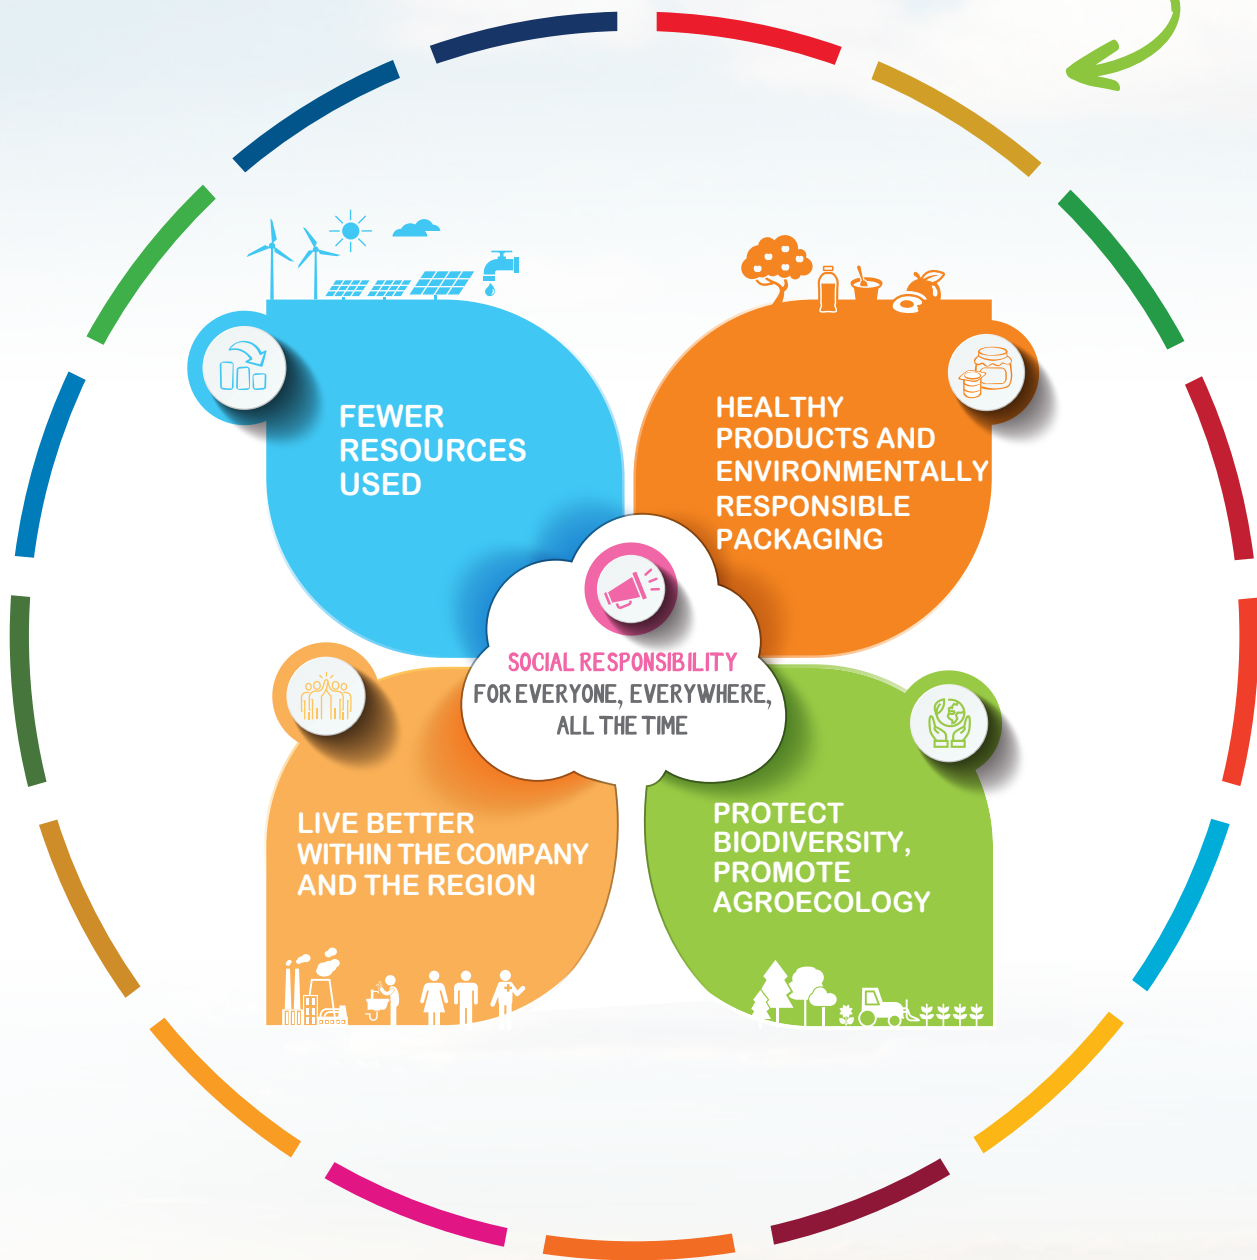 FEWER
RESOURCES
USED
HEALTHY
PRODUCTS AND
ENVIRONMENTALLY
RESPONSIBLE
PACKAGING
SOCIAL RESPONSIBILITY
FOR EVERYONE, EVERYWHERE,
ALL THE TIME
LIVE BETTER
WITHIN THE COMPANY
AND THE REGION
PROTECT
BIODIVERSITY,
PROMOTE
AGROECOLOGY